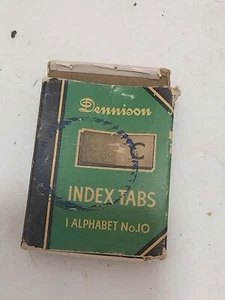 Dennison
C
INDEX TABS
1 ALPHABET No.10